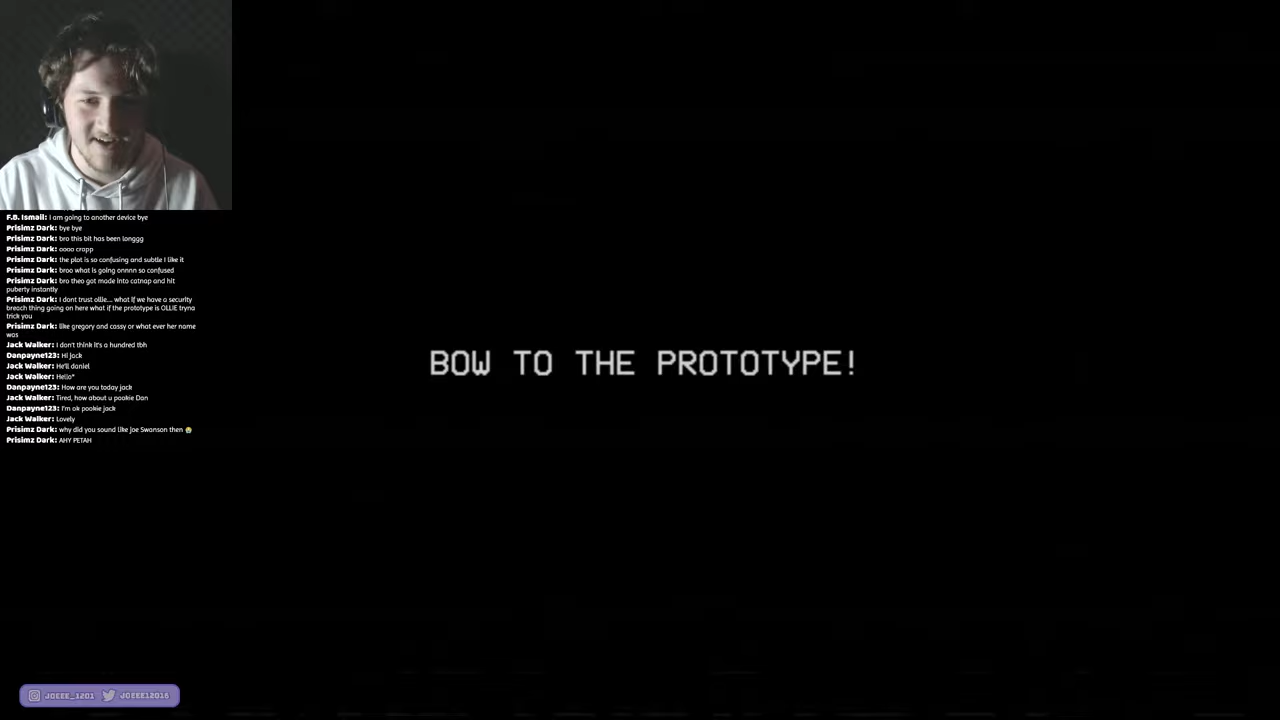 F.B. Ismail: I am going to another device bye
Prisimz Dark: bye bye
Prisimz Dark: bro this bit has been longgg
Prisimz Dark: oooo crapp
Prisimz Dark: the plot is so confusing and subtle I like it
Prisimz Dark: broo what is going onnnn so confused
Prisimz Dark: bro theo got made into catnap and hit
puberty instantly
Prisimz Dark: I dont trust ollie.... what if we have a security
breach thing going on here what if the prototype is OLLIE tryna
trick you
Prisimz Dark: like gregory and cassy or what ever her name
was
Jack Walker: I don't think it's a hundred tbh
Danpayne123: Hi jack
Jack Walker: He'll daniel
Jack Walker: Hello*
Danpayne123: How are you today jack
Jack Walker: Tired, how about u pookie Dan
Danpayne123: I'm ok pookie jack
Jack Walker: Lovely
Prisimz Dark: why did you sound like joe Swanson then 😭
Prisimz Dark: AHY PETAH
BOW TO THE PROTOTYPE!
JOEEE_1201 JOEEE12016